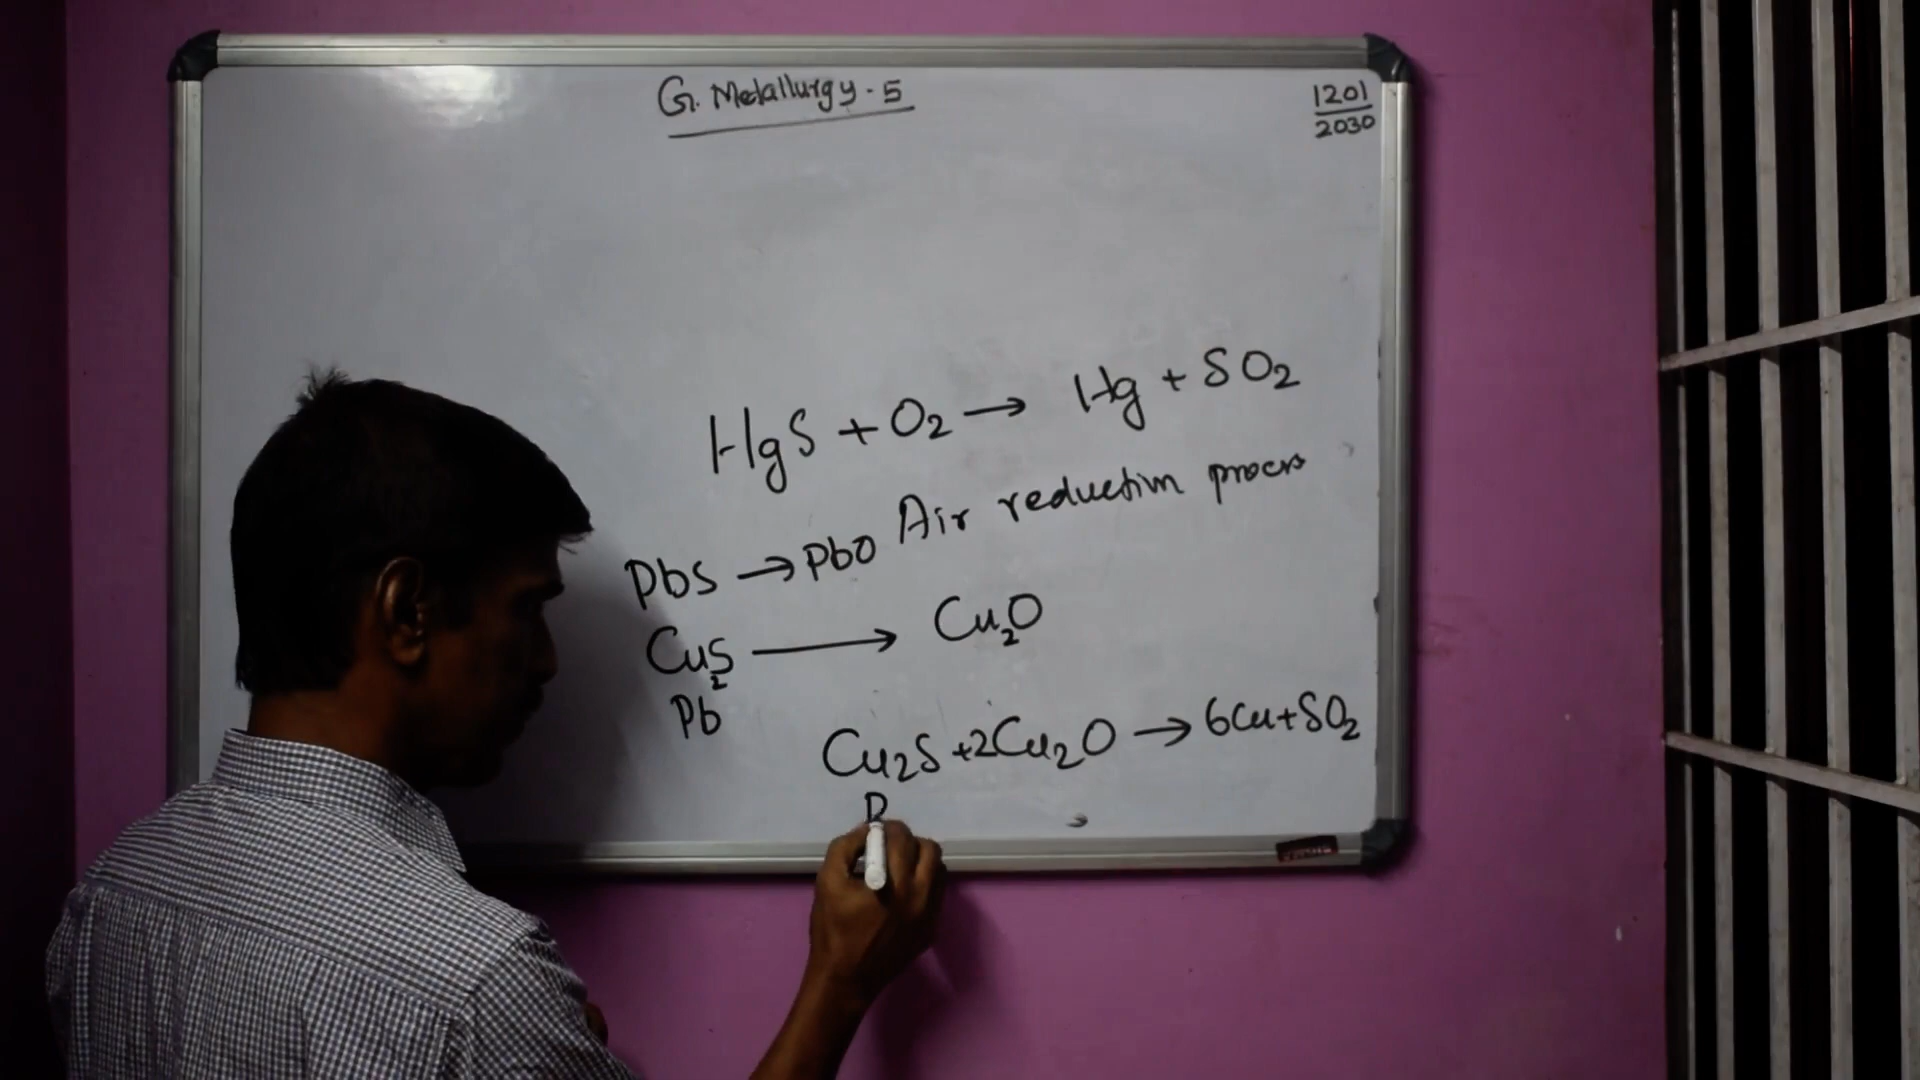 G. Metallurgy - 5
1201
2030
HgS + O2 → Hg + SO2
Air reduction process
PbS → PbO
Cu2S → Cu2O
Pb
Cu2S + 2Cu2O → 6Cu + SO2
P